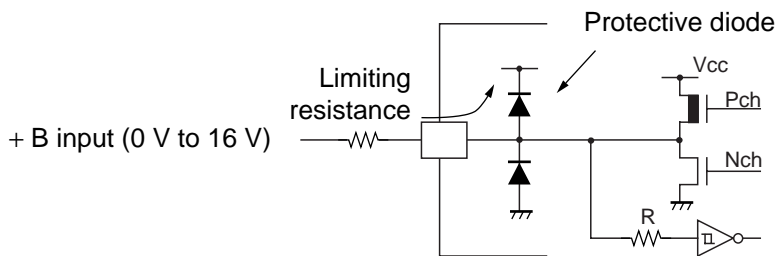 Protective diode
Limiting
resistance
Vcc
Pch
+ B input (0 V to 16 V)
Nch
R